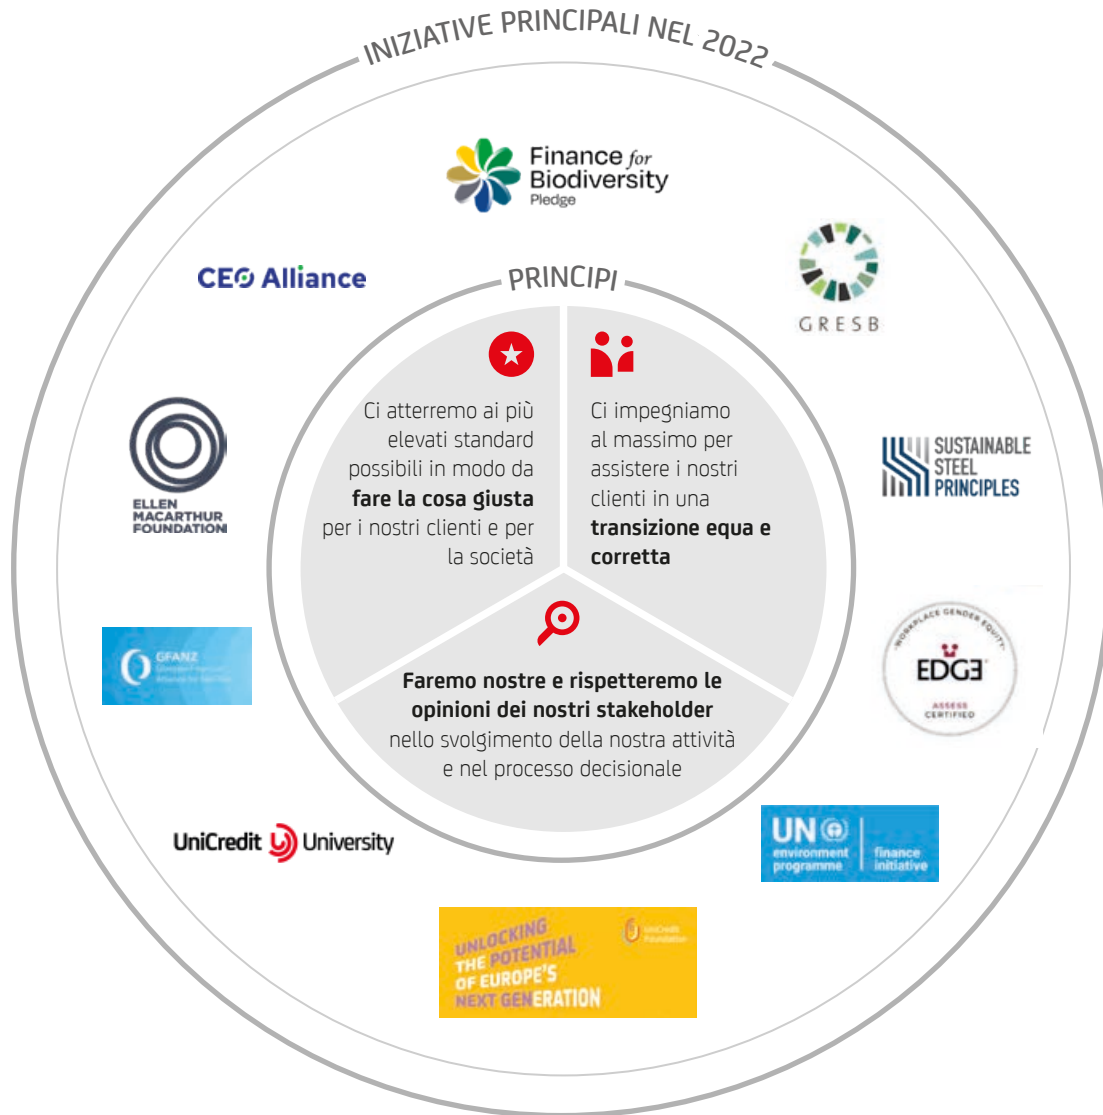 INIZIATIVE PRINCIPALI NEL 2022
Finance for
Biodiversity
Pledge
CEO Alliance
GRESB
PRINCIPI
Ci atterremo ai più
elevati standard
possibili in modo da
fare la cosa giusta
per i nostri clienti e per
la società
Ci impegniamo
al massimo per
assistere i nostri
clienti in una
transizione equa e
corretta
ELLEN
MACARTHUR
FOUNDATION
SUSTAINABLE
STEEL
PRINCIPLES
GFANZ
WORKPLACE GENDER EQUITY
EDGE
ASSESS
CERTIFIED
Faremo nostre e rispetteremo le
opinioni dei nostri stakeholder
nello svolgimento della nostra attività
e nel processo decisionale
UniCredit University
UN
environment
programme
finance
initiative
UNLOCKING
THE POTENTIAL
OF EUROPE'S
NEXT GENERATION
UniCredit
Foundation